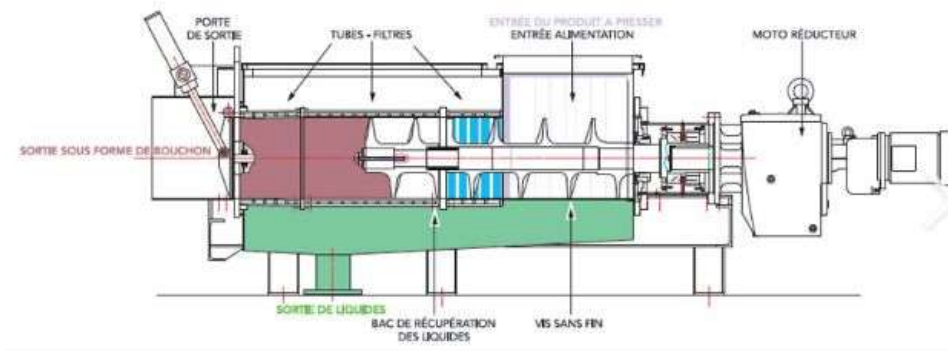 PORTE
DE SORTIE
TUBES - FILTRES
ENTRÉE DU PRODUIT A PRESSER
ENTRÉE ALIMENTATION
MOTO RÉDUCTEUR
SORTIE SOUS FORME DE BOUCHON
SORTIE DE LIQUIDES
BAC DE RÉCUPÉRATION
DES LIQUIDES
VIS SANS FIN